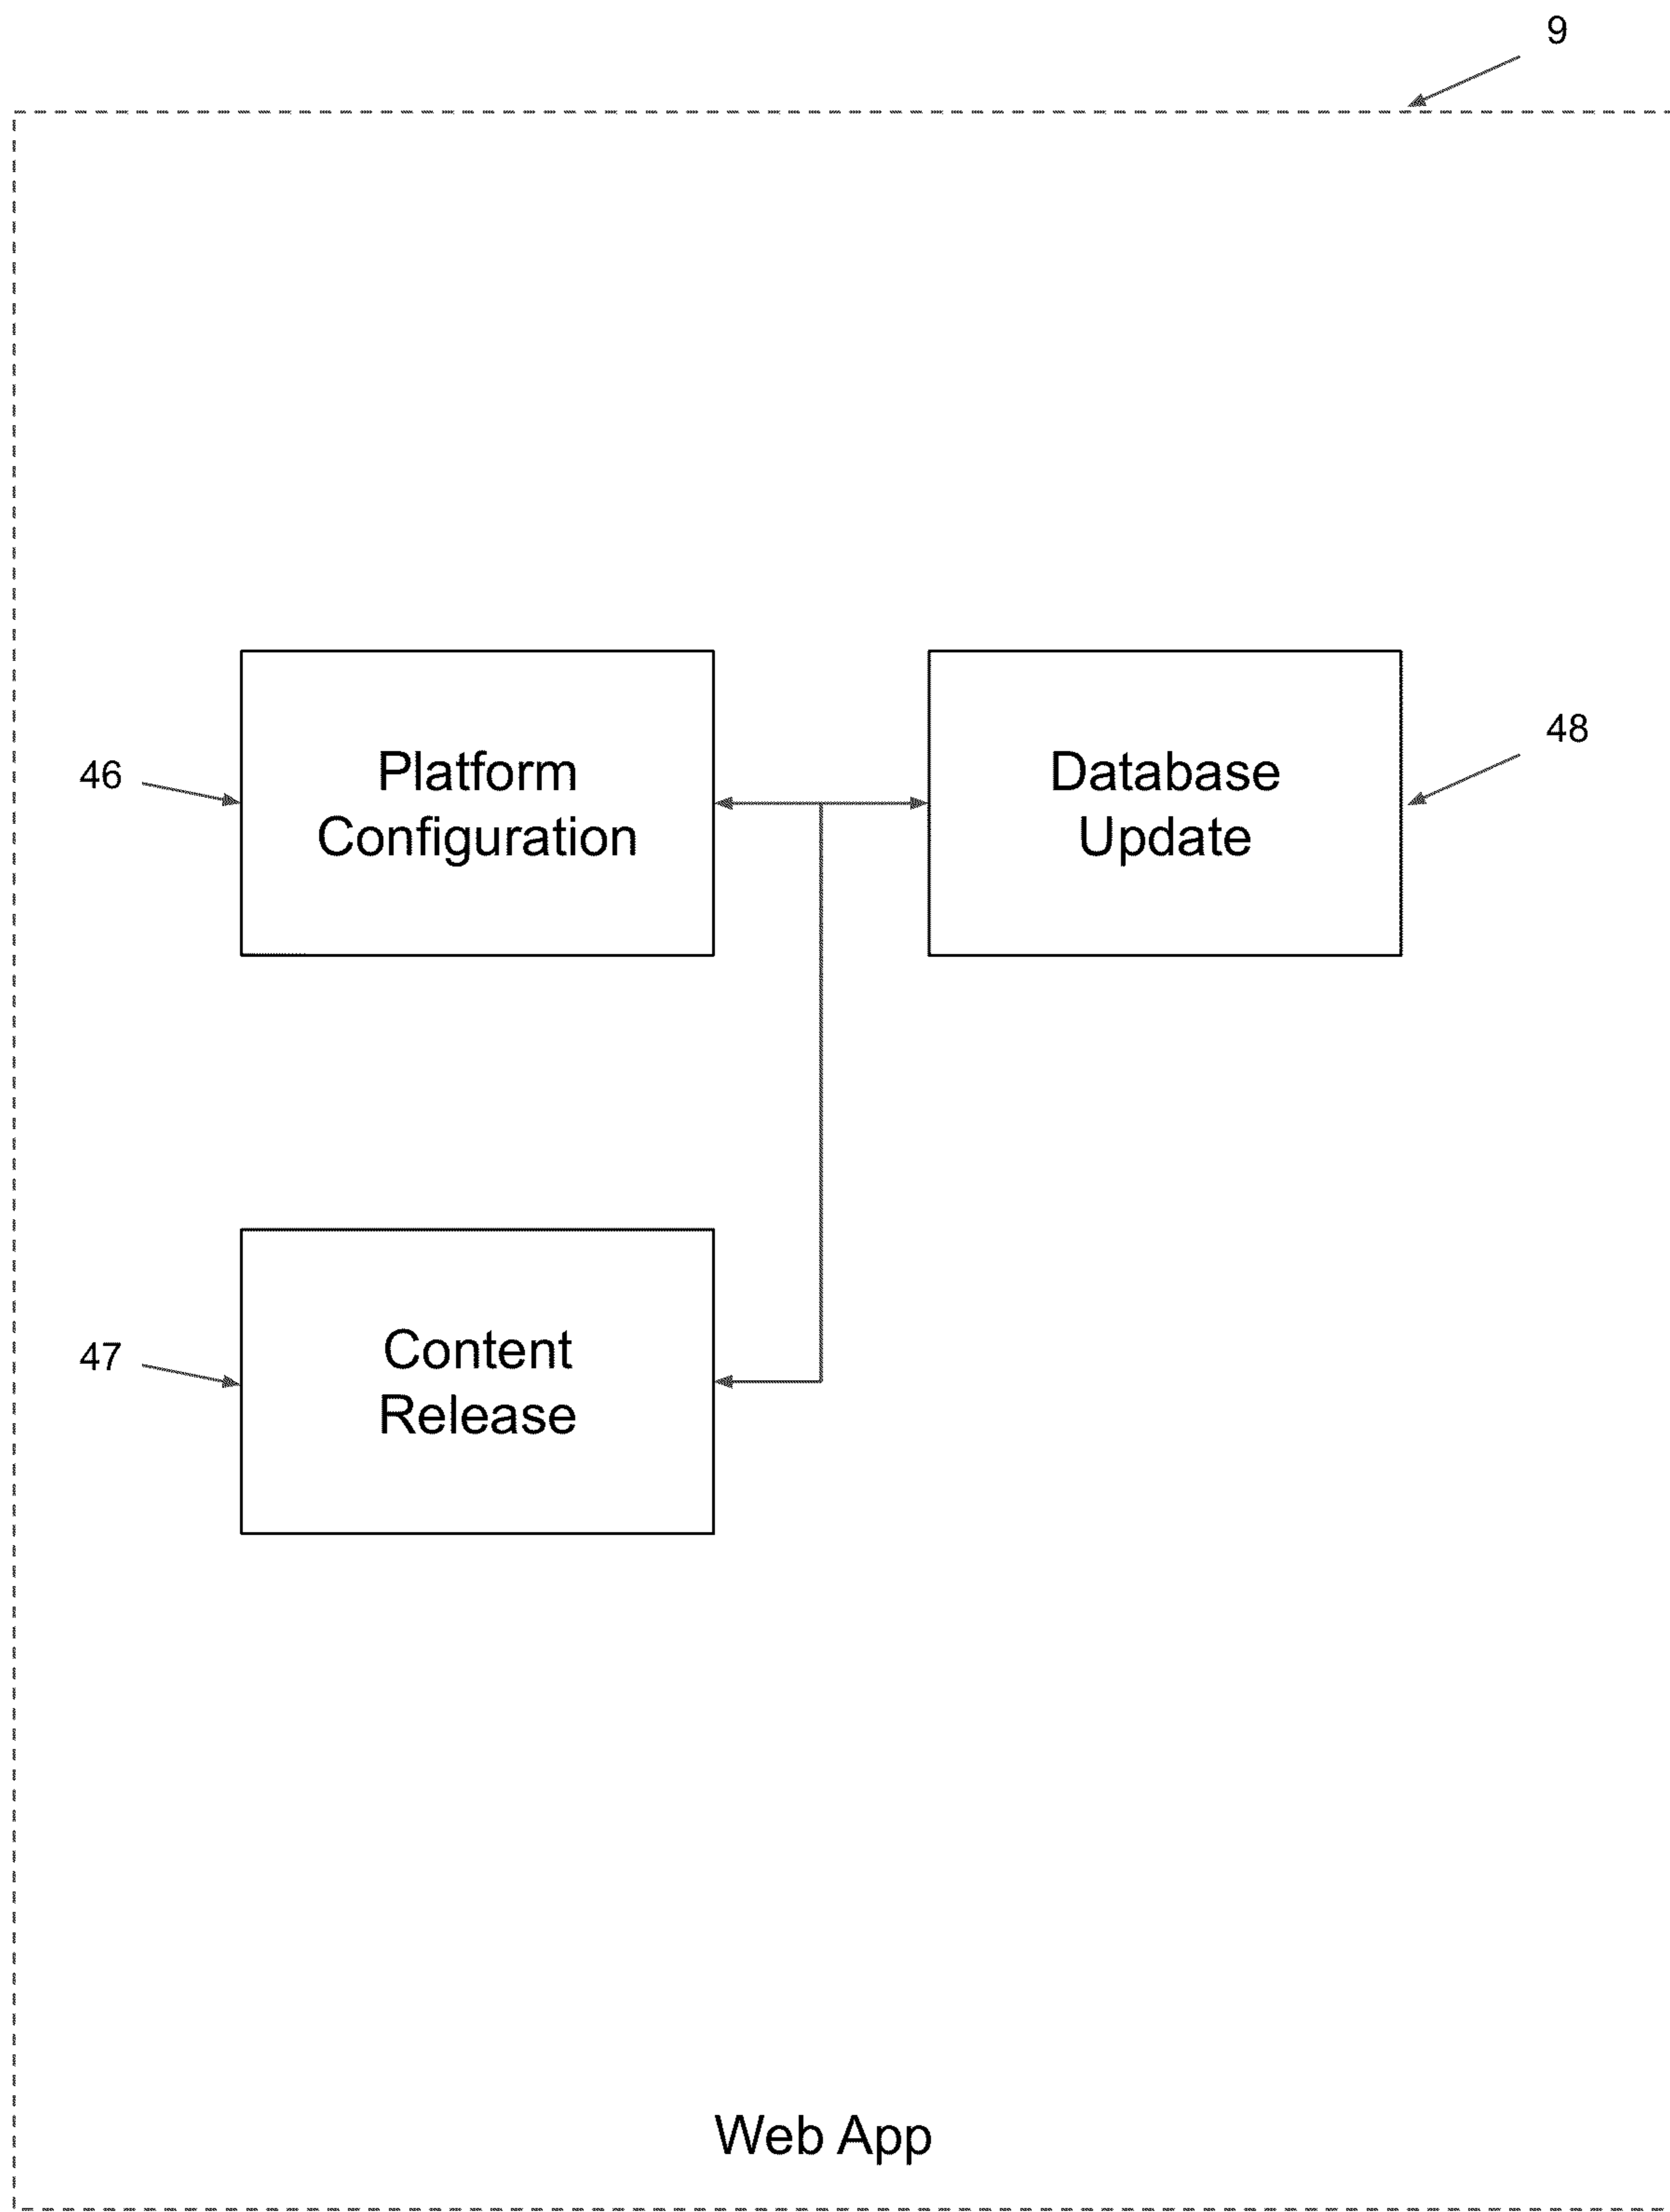 9
46
Platform
Configuration
Database
Update
48
47
Content
Release
Web App